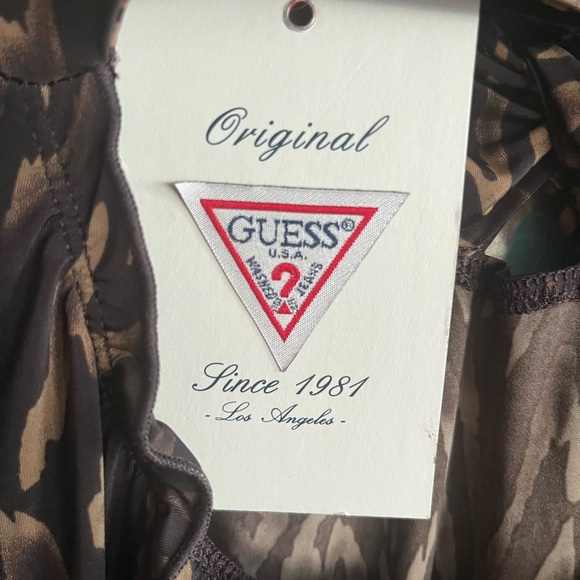 Original
GUESS®
U.S.A.
?
WASHED JEANS
Since 1981
- Los Angeles -